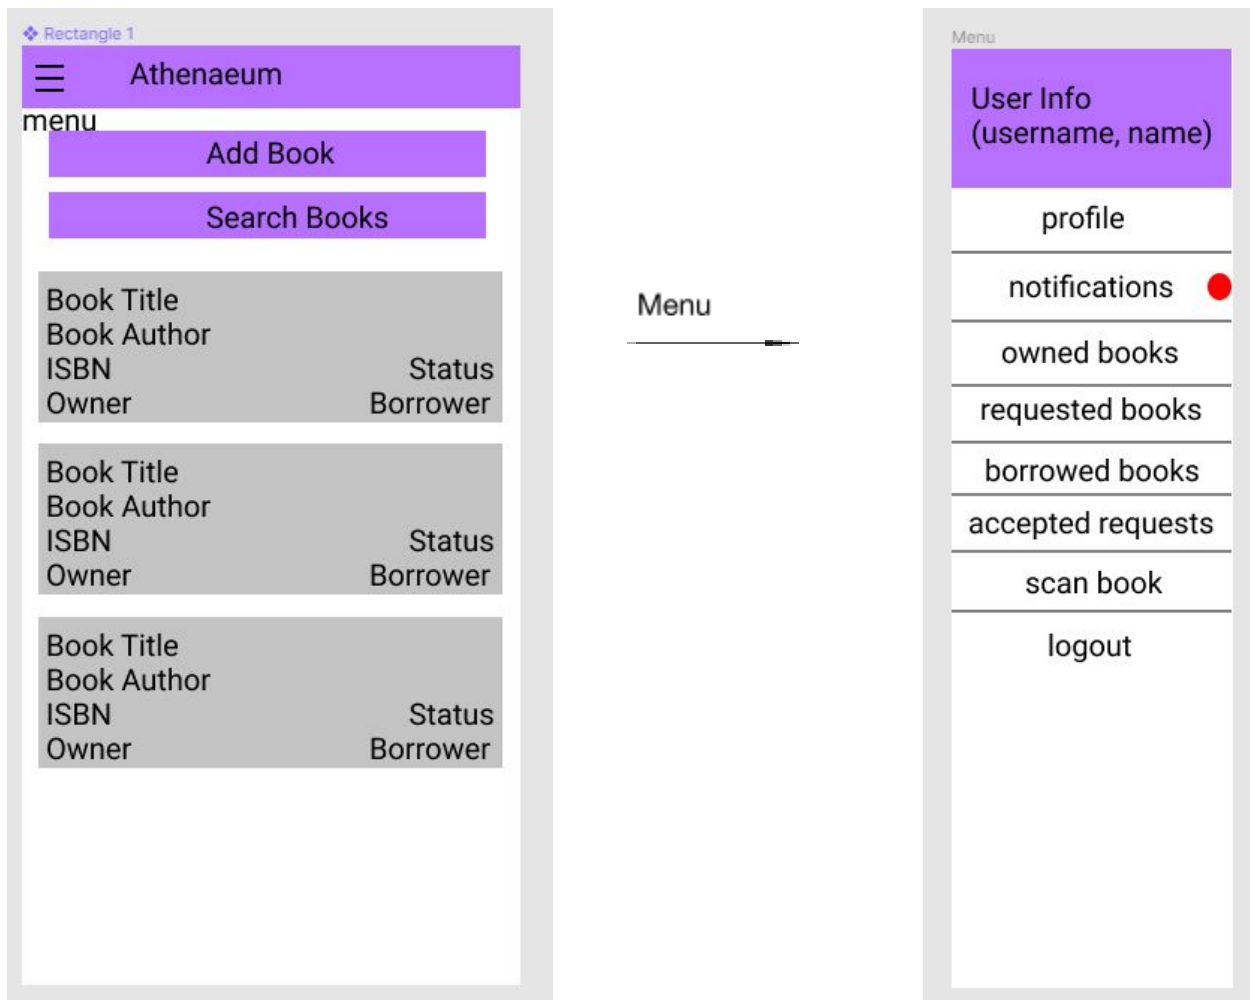 Rectangle 1
Athenaeum
menu
Add Book
Search Books
Book Title
Book Author
ISBN Status
Owner Borrower
Book Title
Book Author
ISBN Status
Owner Borrower
Book Title
Book Author
ISBN Status
Owner Borrower
Menu
Menu
User Info
(username, name)
profile
notifications
owned books
requested books
borrowed books
accepted requests
scan book
logout